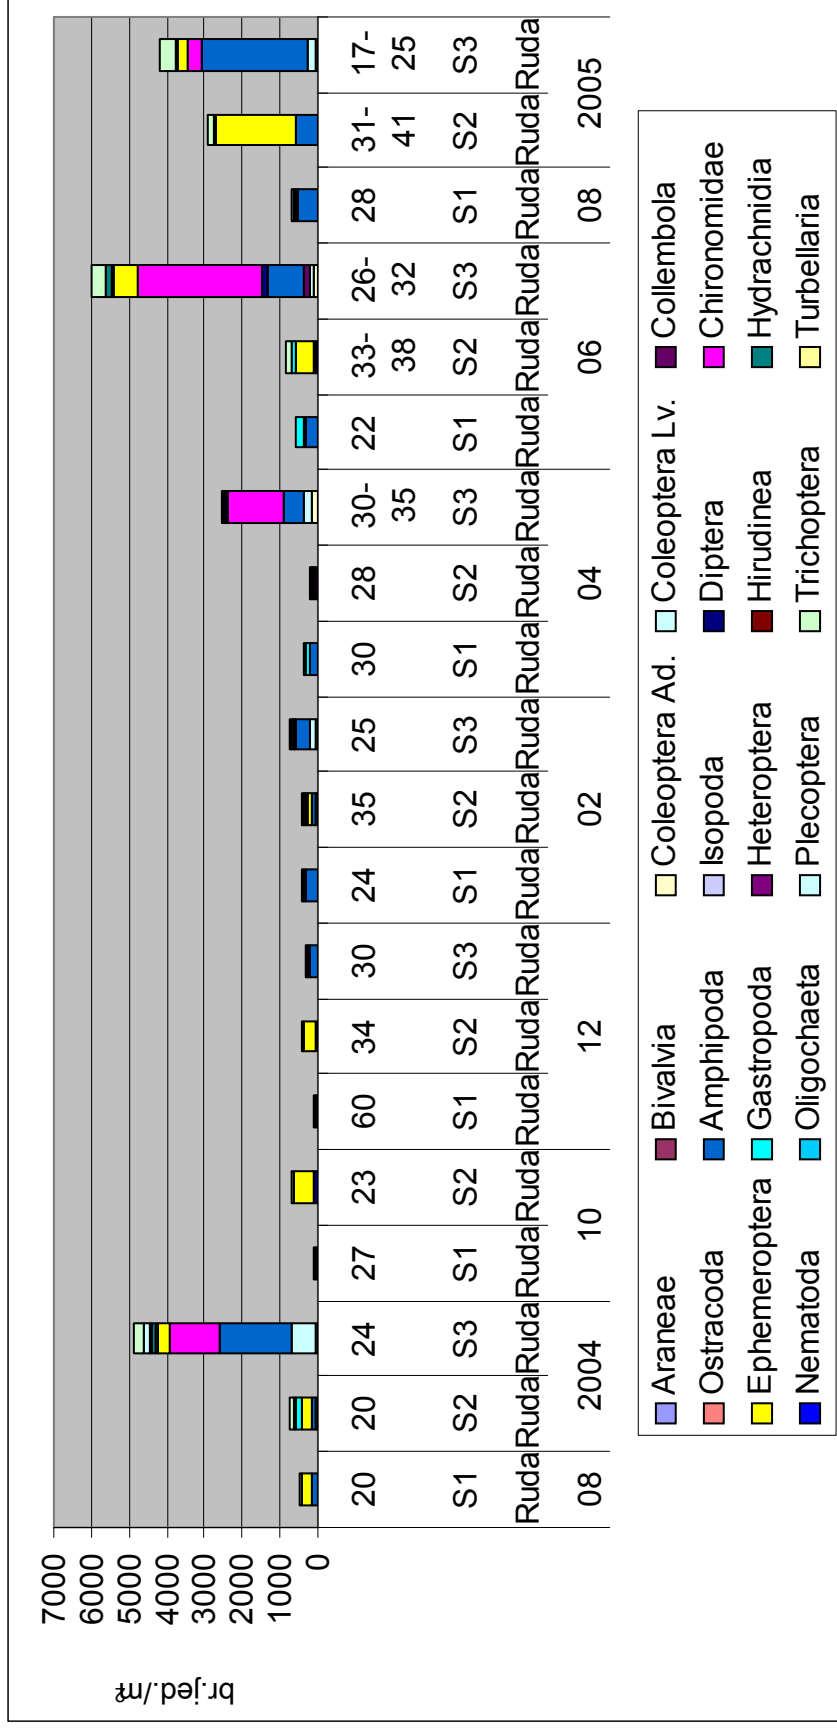 br.jed./m²
7000
6000
5000
4000
3000
2000
1000
0
20 20 24 27 23 60 34 30 24 35 25 30 28 30- 22 33- 26- 28 31- 17-
35 38 32 41 25
S1 S2 S3 S1 S2 S1 S2 S3 S1 S2 S3 S1 S2 S3 S1 S2 S3 S1 S2 S3
Ruda Ruda Ruda Ruda Ruda Ruda Ruda Ruda Ruda Ruda Ruda Ruda Ruda Ruda Ruda Ruda Ruda Ruda Ruda Ruda
08 2004 10 12 02 04 06 08 2005
Araneae Bivalvia Coleoptera Ad. Coleoptera Lv. Collembola
Ostracoda Amphipoda Isopoda Diptera Chironomidae
Ephemeroptera Gastropoda Heteroptera Hirudinea Hydrachnidia
Nematoda Oligochaeta Plecoptera Trichoptera Turbellaria